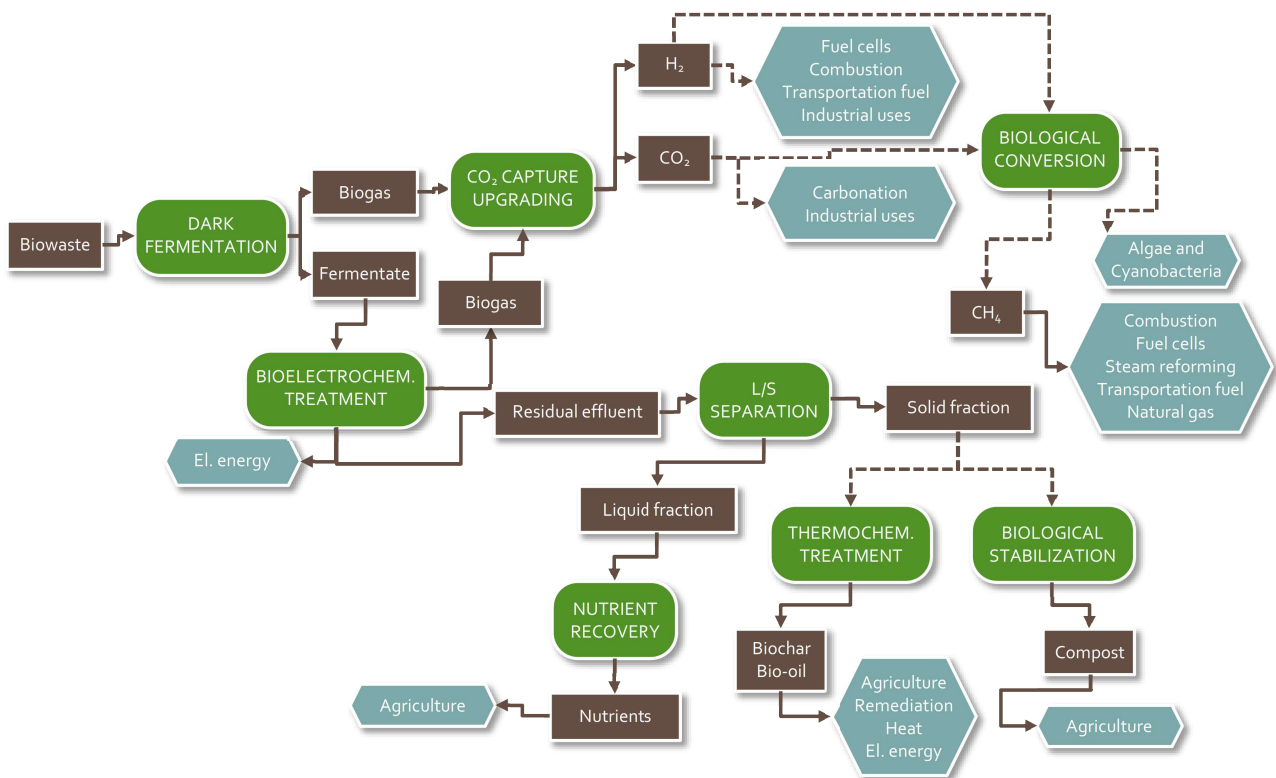 H₂
Fuel cells
Combustion
Transportation fuel
Industrial uses
BIOLOGICAL
CONVERSION
CO₂
CO₂ CAPTURE
UPGRADING
Biogas
Carbonation
Industrial uses
DARK
FERMENTATION
Biowaste
Fermentate
Algae and
Cyanobacteria
Biogas
CH₄
Combustion
Fuel cells
Steam reforming
Transportation fuel
Natural gas
BIOELECTROCHEM.
TREATMENT
L/S
SEPARATION
Residual effluent
Solid fraction
El. energy
Liquid fraction
THERMOCHEM.
TREATMENT
BIOLOGICAL
STABILIZATION
NUTRIENT
RECOVERY
Biochar
Bio-oil
Compost
Agriculture
Nutrients
Agriculture
Remediation
Heat
El. energy
Agriculture